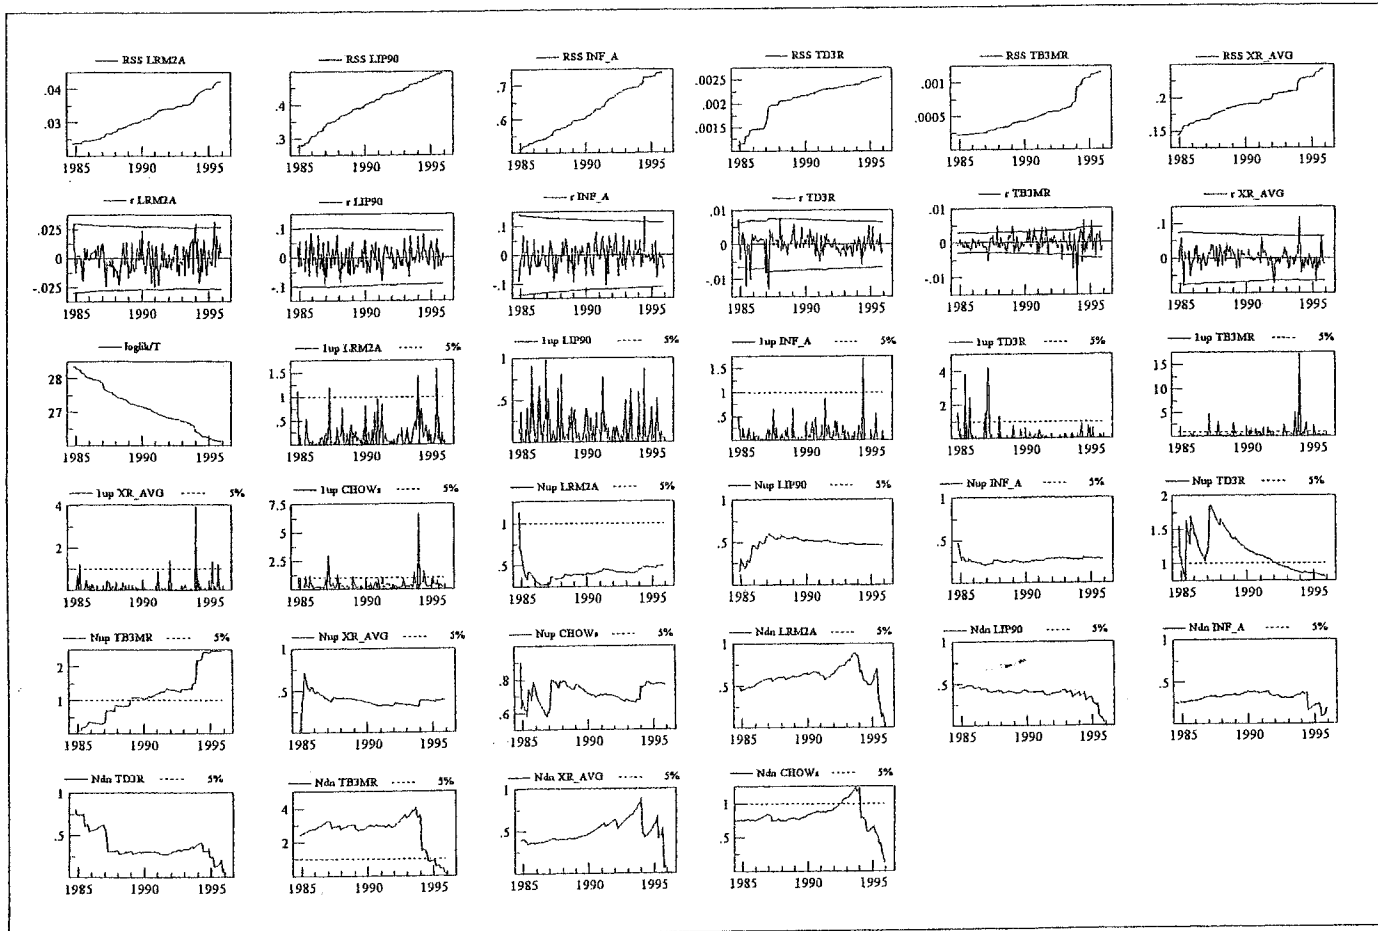 RSS LRM2A RSS LIP90 RSS INF_A RSS TD3R RSS TB3MR RSS XR_AVG
.04 .03 .4 .3 .7 .6 .0025 .002 .0015 .001 .0005 .2 .15
1985 1990 1995 1985 1990 1995 1985 1990 1995 1985 1990 1995 1985 1990 1995 1985 1990 1995
r LRM2A r LIP90 r INF_A r TD3R r TB3MR r XR_AVG
.025 0 -.025 .1 0 -.1 .1 0 -.1 .01 0 -.01 .01 0 -.01 .1 0
1985 1990 1995 1985 1990 1995 1985 1990 1995 1985 1990 1995 1985 1990 1995 1985 1990 1995
loglik/T 1up LRM2A 5% 1up LIP90 5% 1up INF_A 5% 1up TD3R 5% 1up TB3MR 5%
28 27 1.5 1 .5 1 .5 1.5 1 .5 4 2 15 10 5
1985 1990 1995 1985 1990 1995 1985 1990 1995 1985 1990 1995 1985 1990 1995 1985 1990 1995
1up XR_AVG 5% 1up CHOWs 5% Nup LRM2A 5% Nup LIP90 5% Nup INF_A 5% Nup TD3R 5%
4 2 7.5 5 2.5 1 .5 1 .5 1 .5 2 1.5 1
1985 1990 1995 1985 1990 1995 1985 1990 1995 1985 1990 1995 1985 1990 1995 1985 1990 1995
Nup TB3MR 5% Nup XR_AVG 5% Nup CHOWs 5% Ndn LRM2A 5% Ndn LIP90 5% Ndn INF_A 5%
2 1 1 .5 1 .8 .6 1 .5 1 .5 1 .5
1985 1990 1995 1985 1990 1995 1985 1990 1995 1985 1990 1995 1985 1990 1995 1985 1990 1995
Ndn TD3R 5% Ndn TB3MR 5% Ndn XR_AVG 5% Ndn CHOWs 5%
1 .5 4 2 1 .5 1 .5
1985 1990 1995 1985 1990 1995 1985 1990 1995 1985 1990 1995